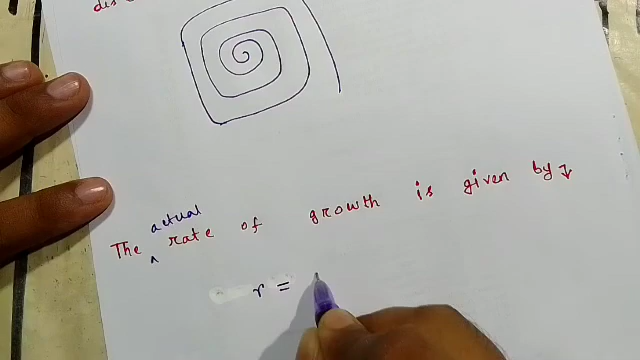 The actual rate of growth is given by ↓
r =